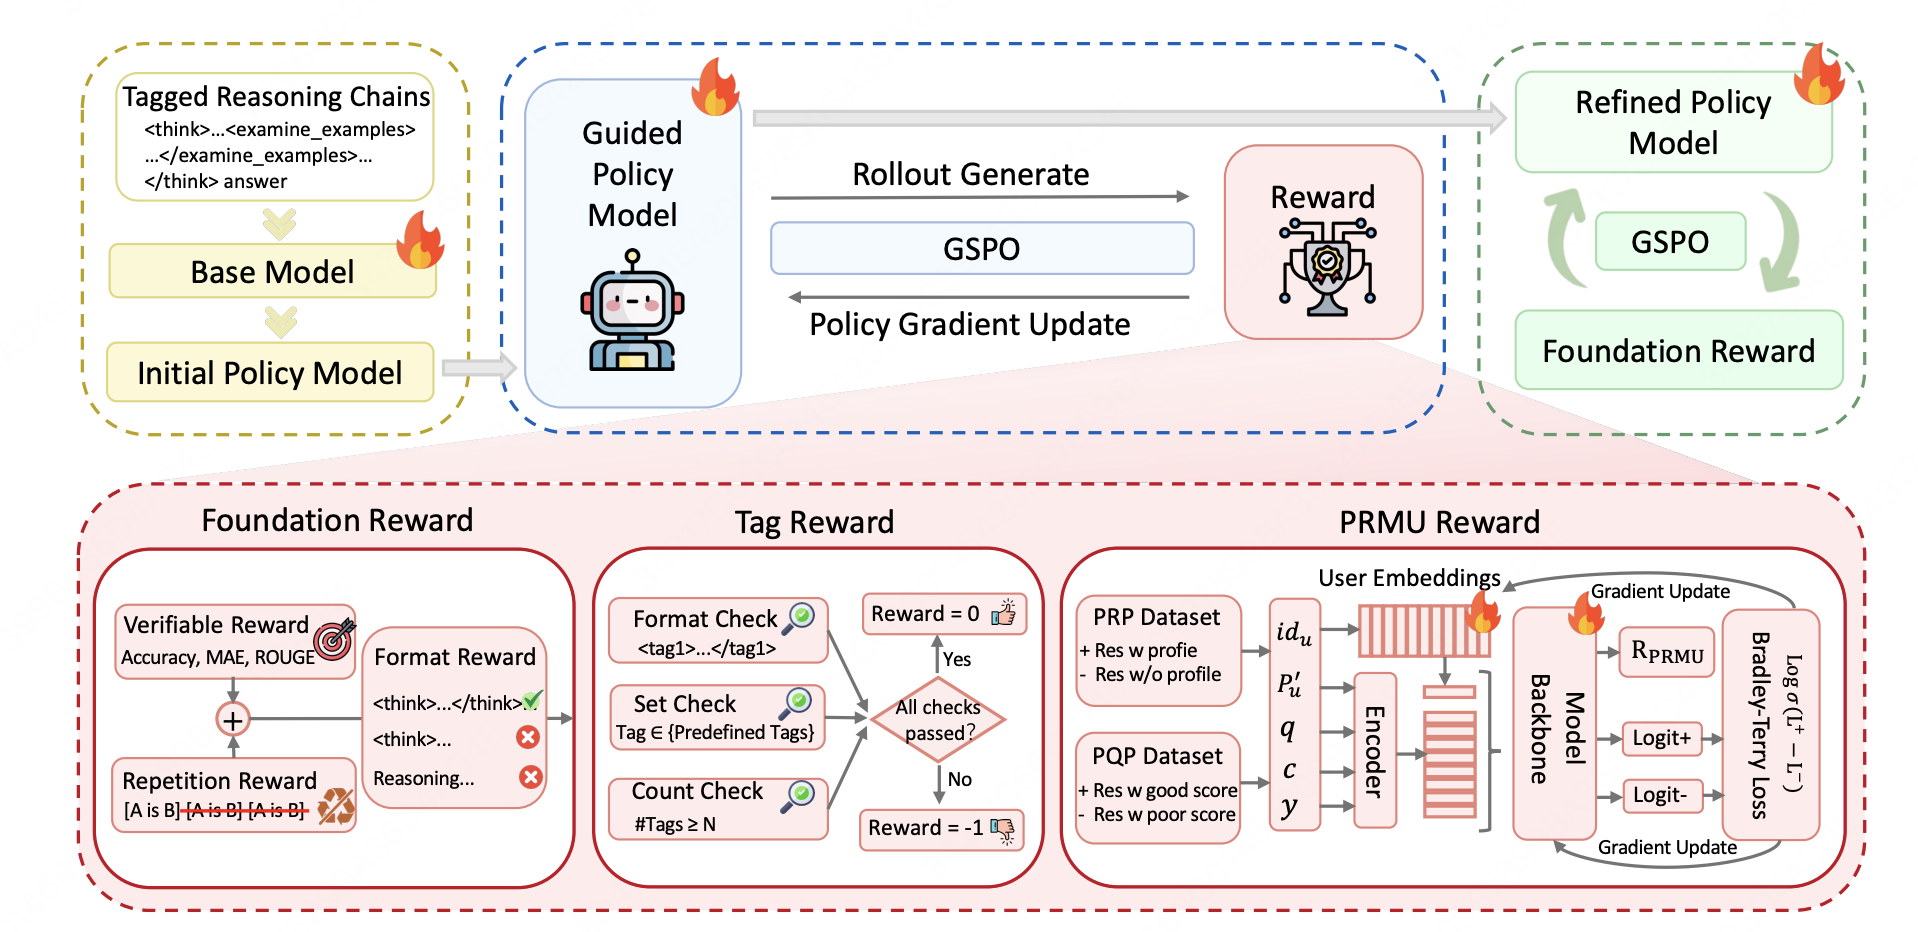 Tagged Reasoning Chains
<think>...<examine_examples>
...</examine_examples>...
</think> answer
Base Model
Initial Policy Model
Guided
Policy
Model
Rollout Generate
GSPO
Policy Gradient Update
Reward
Refined Policy
Model
GSPO
Foundation Reward
Foundation Reward
Verifiable Reward
Accuracy, MAE, ROUGE
+
Repetition Reward
[A is B] [A is B] [A is B]
Format Reward
<think>...</think>...
<think>...
Reasoning...
Tag Reward
Format Check
<tag1>...</tag1>
Set Check
Tag ∈ {Predefined Tags}
Count Check
#Tags ≥ N
Reward = 0
Yes
All checks
passed?
No
Reward = -1
PRMU Reward
PRP Dataset
+ Res w profie
- Res w/o profile
PQP Dataset
+ Res w good score
- Res w poor score
id_u
P'_u
q
c
y
User Embeddings
Encoder
Model
Backbone
R_PRMU
Logit+
Logit-
Gradient Update
Log σ(L⁺ − L⁻)
Bradley-Terry Loss
Gradient Update